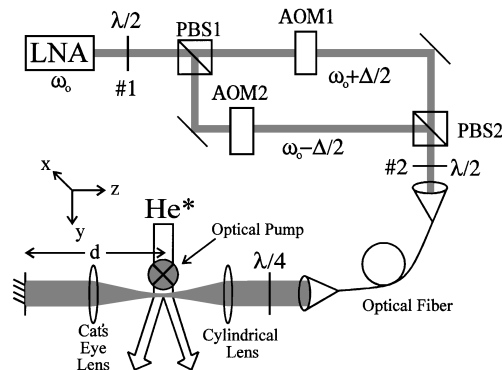 λ/2
PBS1
AOM1
LNA
ω₀
#1
AOM2
ω₀+Δ/2
ω₀−Δ/2
PBS2
#2
λ/2
x
z
y
He*
d
Optical Pump
λ/4
Optical Fiber
Cat's
Eye
Lens
Cylindrical
Lens